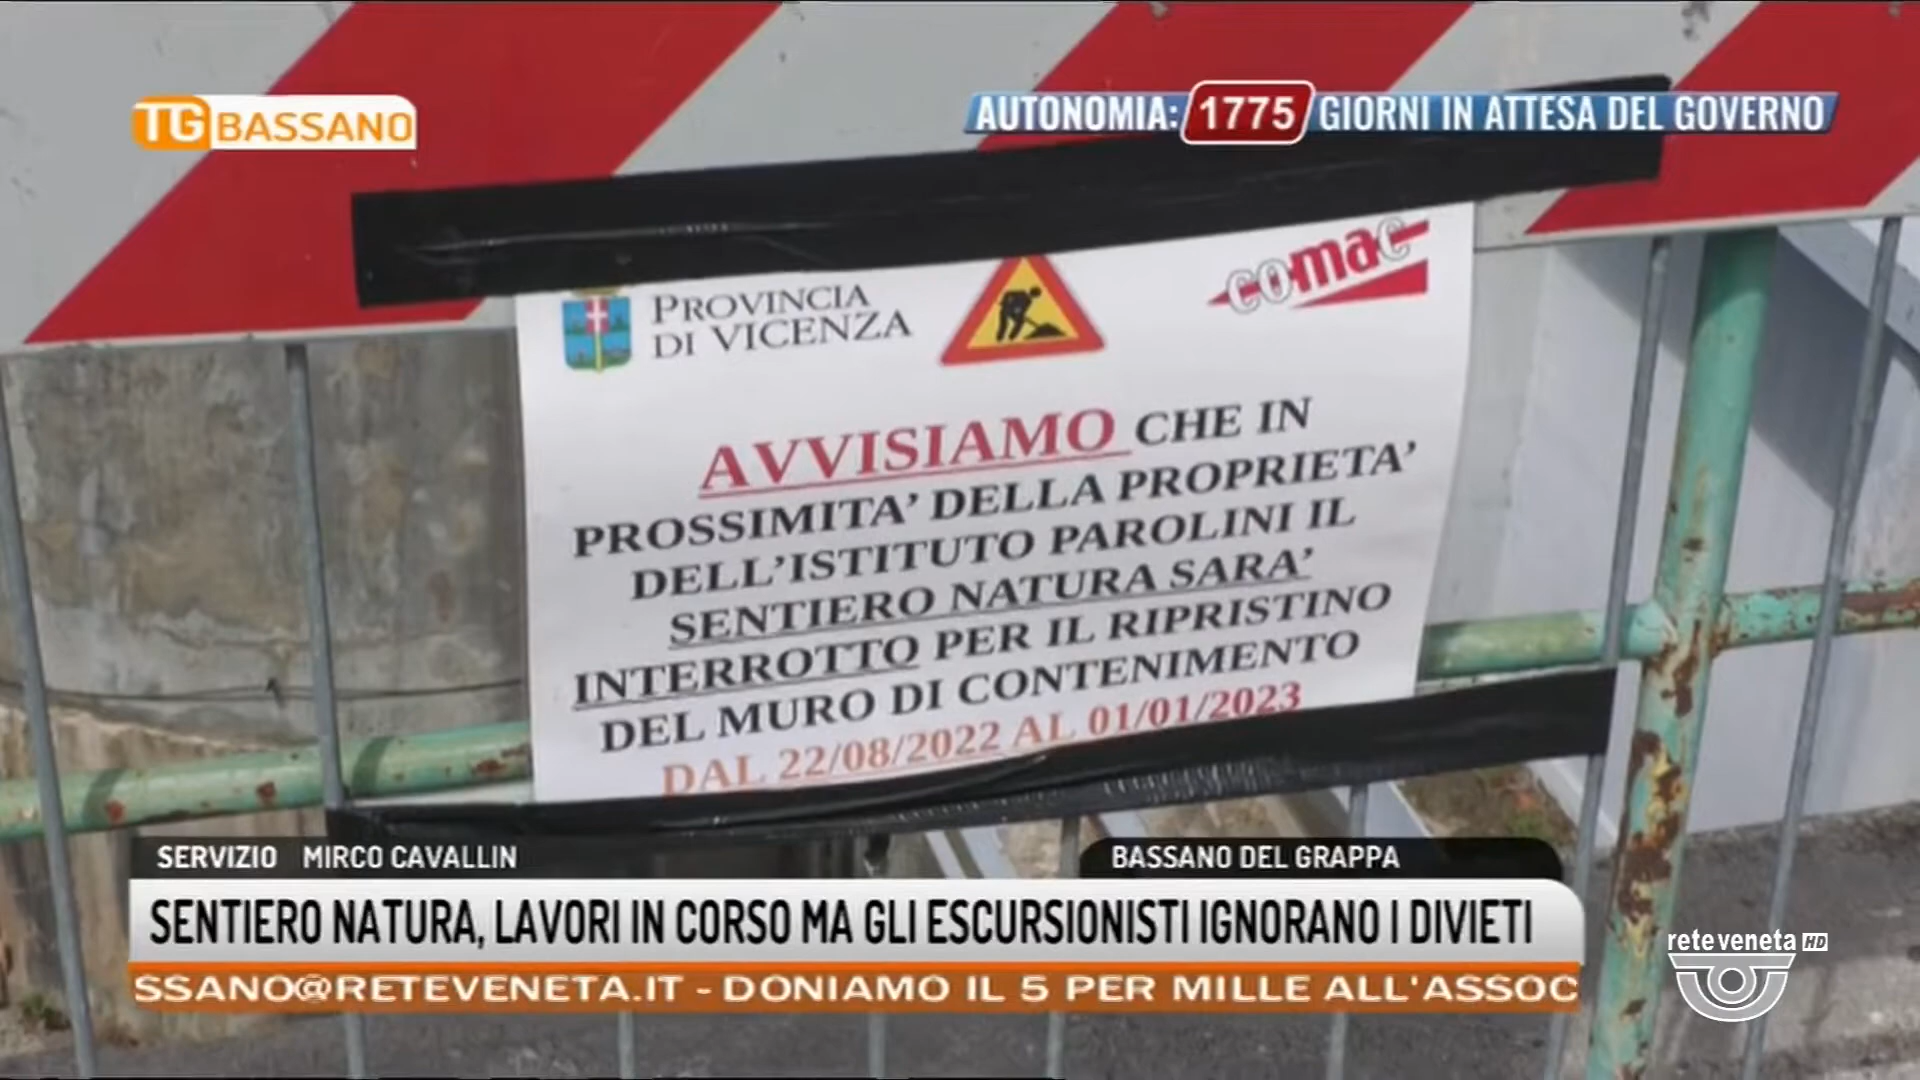 TG BASSANO
AUTONOMIA: 1775 GIORNI IN ATTESA DEL GOVERNO
PROVINCIA
DI VICENZA
comac
AVVISIAMO CHE IN
PROSSIMITA' DELLA PROPRIETA'
DELL'ISTITUTO PAROLINI IL
SENTIERO NATURA SARA'
INTERROTTO PER IL RIPRISTINO
DEL MURO DI CONTENIMENTO
DAL 22/08/2022 AL 01/01/2023
SERVIZIO MIRCO CAVALLIN
BASSANO DEL GRAPPA
SENTIERO NATURA, LAVORI IN CORSO MA GLI ESCURSIONISTI IGNORANO I DIVIETI
reteveneta HD
SSANO@RETEVENETA.IT - DONIAMO IL 5 PER MILLE ALL'ASSOC